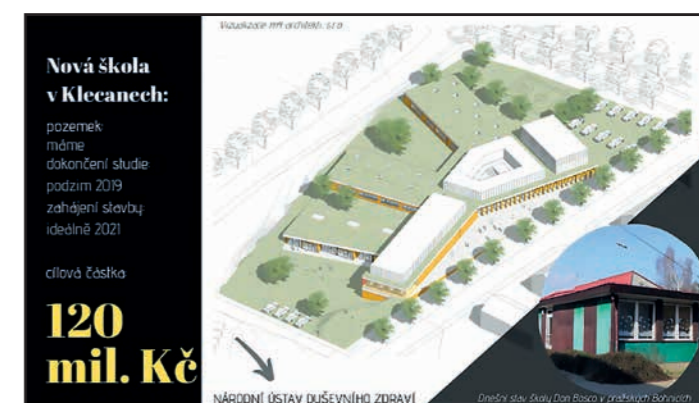 Vizualizace mh architekti, s.r.o.
Nová škola
v Klecanech:
pozemek:
máme
dokončení studie:
podzim 2019
zahájení stavby:
ideálně 2021
cílová částka
120
mil. Kč
NÁRODNÍ ÚSTAV DUŠEVNÍHO ZDRAVÍ
Dnešní stav školy Don Bosco v pražských Bohnicích